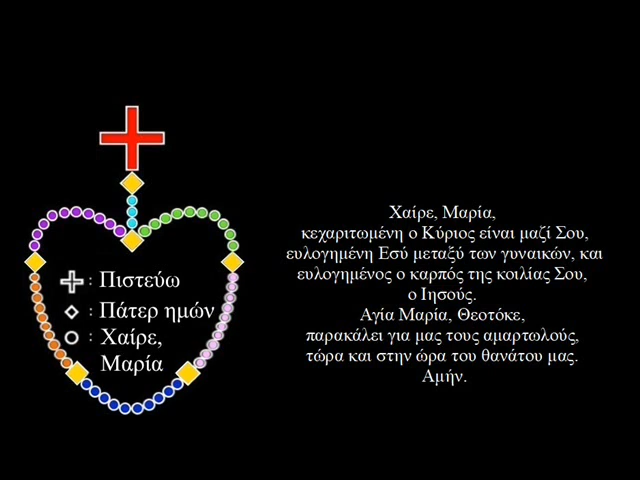 : Πιστεύω
: Πάτερ ημών
: Χαίρε,
Μαρία
Χαίρε, Μαρία,
κεχαριτωμένη ο Κύριος είναι μαζί Σου,
ευλογημένη Εσύ μεταξύ των γυναικών, και
ευλογημένος ο καρπός της κοιλίας Σου,
ο Ιησούς.
Αγία Μαρία, Θεοτόκε,
παρακάλει για μας τους αμαρτωλούς,
τώρα και στην ώρα του θανάτου μας.
Αμήν.